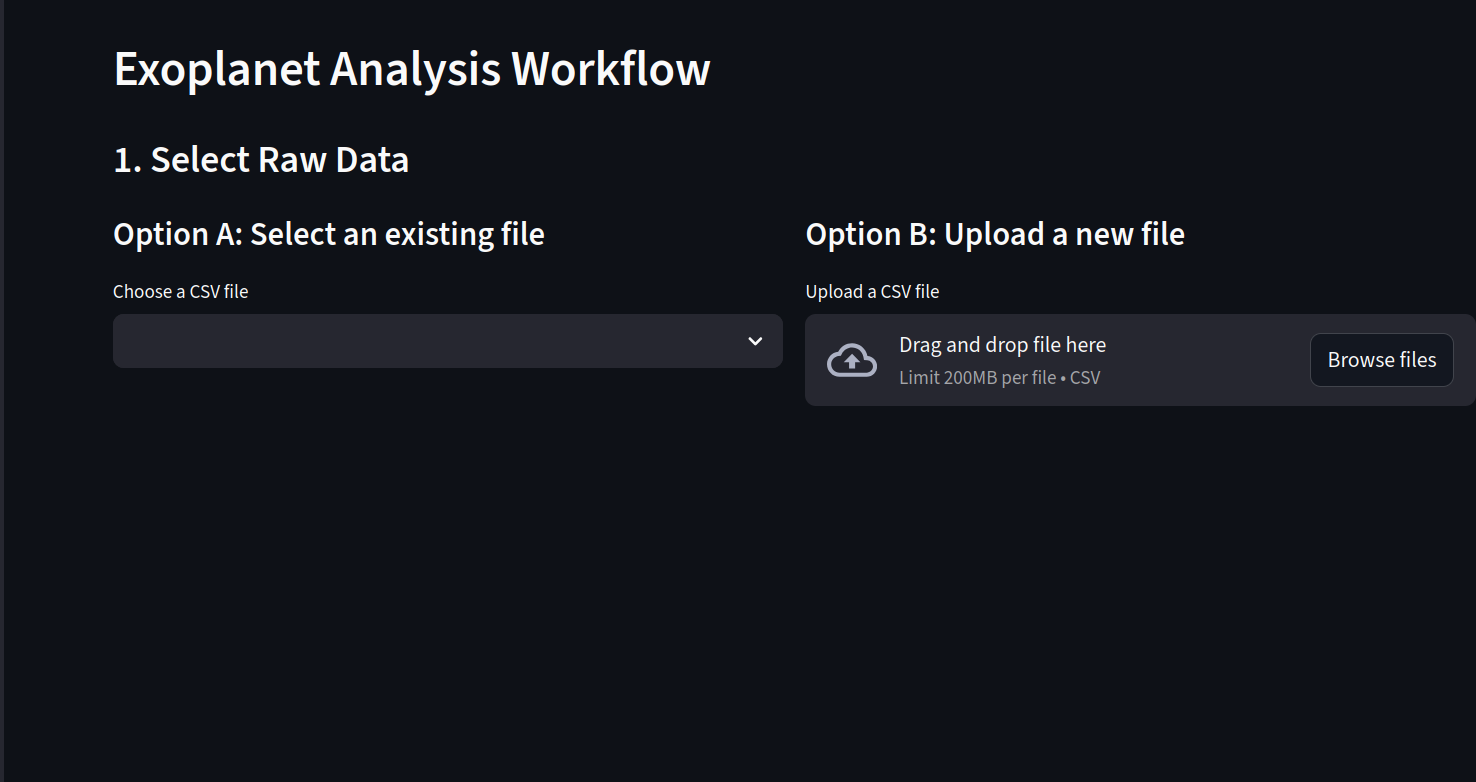 Exoplanet Analysis Workflow
1. Select Raw Data
Option A: Select an existing file
Choose a CSV file
Option B: Upload a new file
Upload a CSV file
Drag and drop file here
Limit 200MB per file • CSV
Browse files